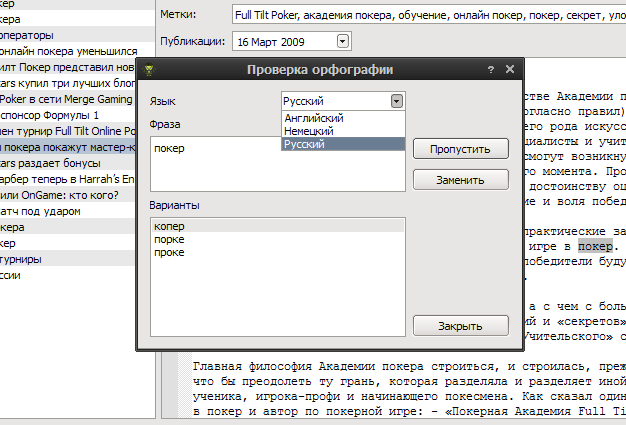 Метки: Full Tilt Poker, академия покера, обучение, онлайн покер, покер, секрет, уло
Публикации: 16 Март 2009
кер
кера
ператоры
онлайн покера уменьшился
илт Покер представил нов
ars купил три лучших блог
Poker в сети Merge Gaming
спонсор Формулы 1
ен турнир Full Tilt Online Po
покера покажут мастер-к
ars раздает бонусы
арбер теперь в Harrah's En
или OnGame: кто кого?
атч под ударом
жера
кер
турниры
ссии
Проверка орфографии
Язык Русский
Английский
Немецкий
Русский
Фраза
покер
Пропустить
Заменить
Варианты
копер
порке
проке
Закрыть
стве Академии п
огласно правил)
его рода искусс
циалисты и учит
смогут возникну
го момента. Про
достоинству оц
ие и воля побед
практические за
игре в покер.
победители буду
а с чем с боль
ий и «секретов»
Учительского» с
Главная философия Академии покера строиться, и строилась, преж
что бы преодолеть ту грань, которая разделяла и разделяет иной
ученика, игрока-профи и начинающего покесмена. Как сказал один
в покер и автор по покерной игре: – «Покерная Академия Full Ti